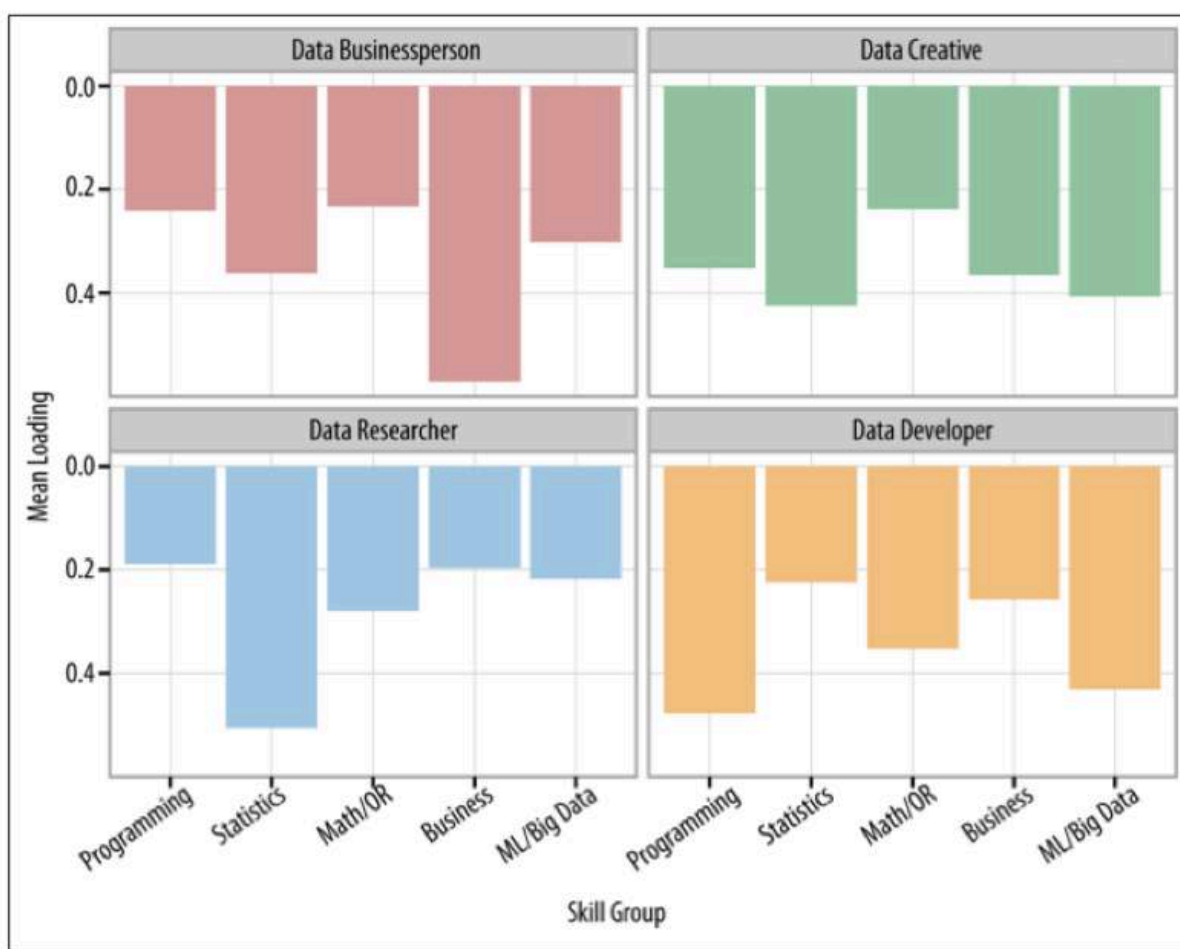 Data Businessperson
Data Creative
0.0
0.2
0.4
Data Researcher
Data Developer
0.0
0.2
0.4
Mean Loading
Programming
Statistics
Math/OR
Business
ML/Big Data
Programming
Statistics
Math/OR
Business
ML/Big Data
Skill Group